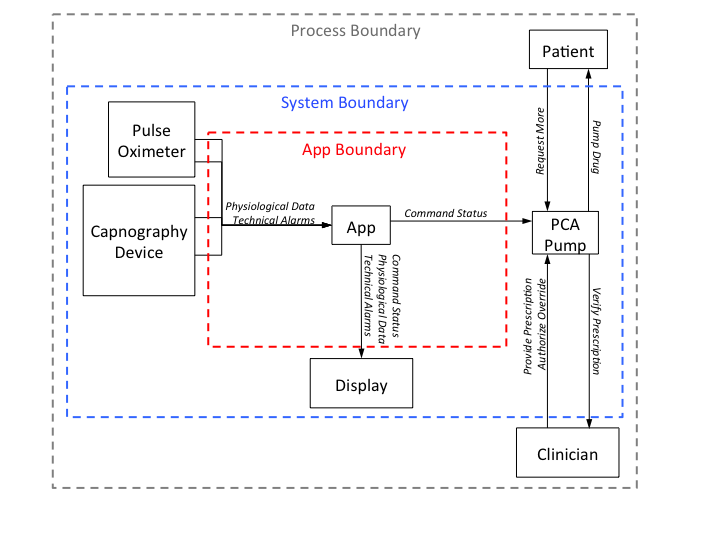 Process Boundary
Patient
System Boundary
Pulse
Oximeter
App Boundary
Request More
Pump Drug
Physiological Data
Technical Alarms
App
Command Status
PCA
Pump
Capnography
Device
Command Status
Physiological Data
Technical Alarms
Provide Prescription
Authorize Override
Verify Prescription
Display
Clinician